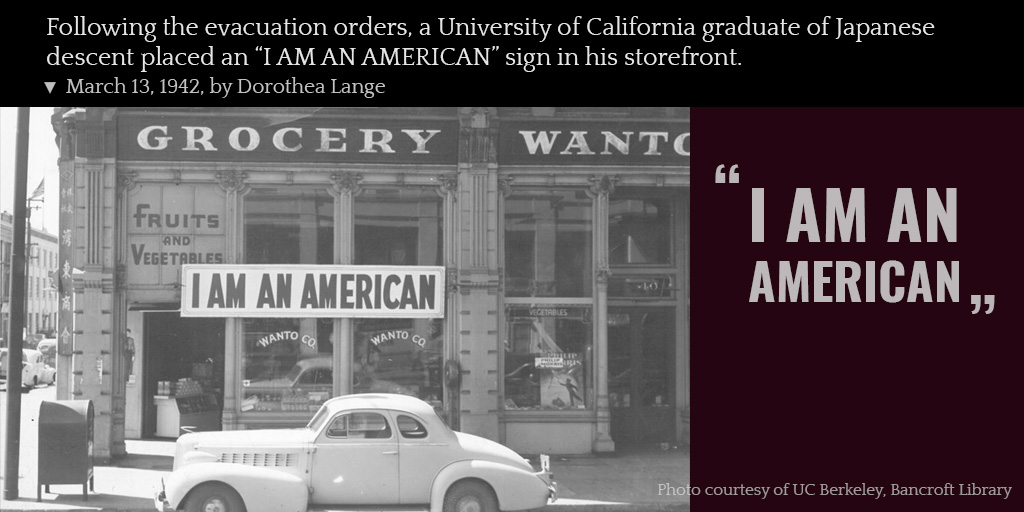 Following the evacuation orders, a University of California graduate of Japanese
descent placed an “I AM AN AMERICAN” sign in his storefront.
▼ March 13, 1942, by Dorothea Lange
GROCERY
WANTO
FRUITS
AND
VEGETABLES
I AM AN AMERICAN
WANTO CO.
WANTO CO.
VEGETABLES
“ I AM AN
AMERICAN „
Photo courtesy of UC Berkeley, Bancroft Library